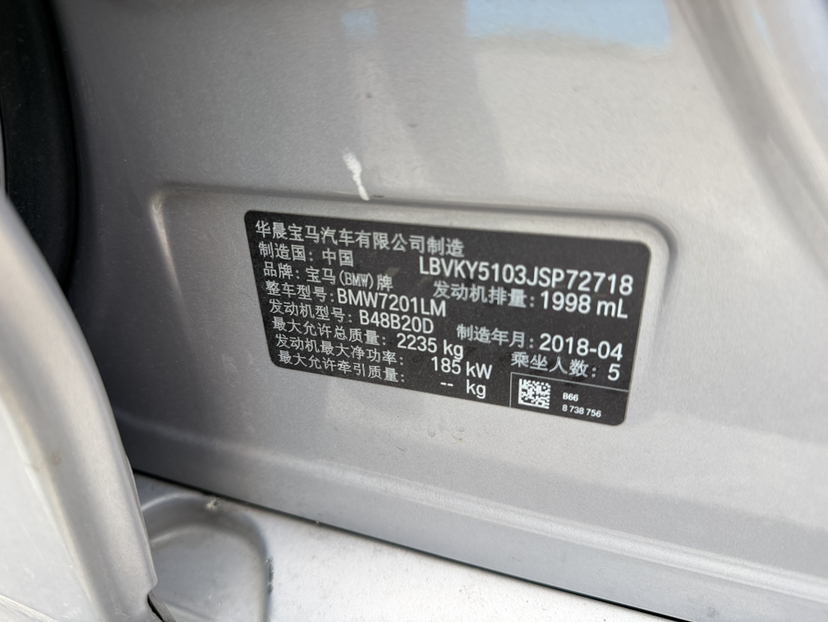 华晨宝马汽车有限公司制造
制造国: 中国 LBVKY5103JSP72718
品牌: 宝马(BMW)牌 发动机排量: 1998 mL
整车型号: BMW7201LM
发动机型号: B48B20D 制造年月: 2018-04
最大允许总质量: 2235 kg 乘坐人数: 5
发动机最大净功率: 185 kW
最大允许牵引质量: -- kg
B66
8 738 756